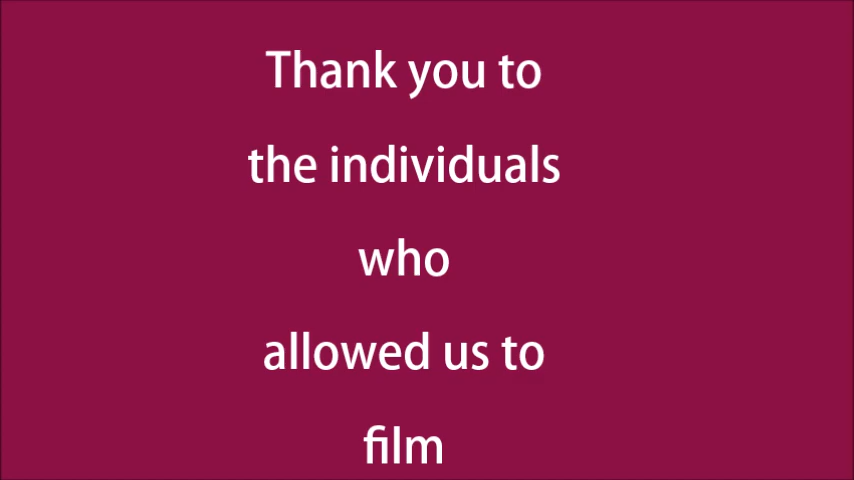 Thank you to
the individuals
who
allowed us to
film